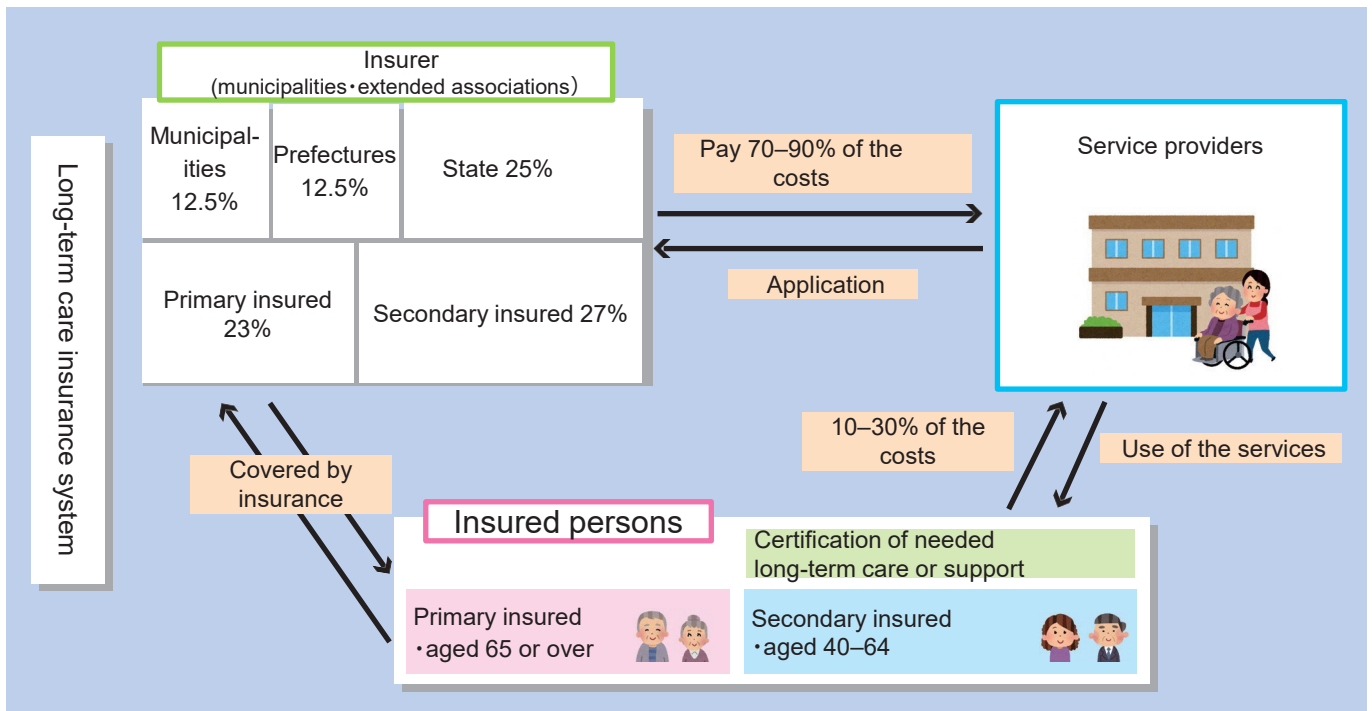 Long-term care insurance system
Insurer
(municipalities・extended associations)
Municipal-
ities
12.5%
Prefectures
12.5%
State 25%
Primary insured
23%
Secondary insured 27%
Pay 70–90% of the
costs
Application
Service providers
Covered by
insurance
10–30% of the
costs
Use of the services
Insured persons
Certification of needed
long-term care or support
Primary insured
・aged 65 or over
Secondary insured
・aged 40–64